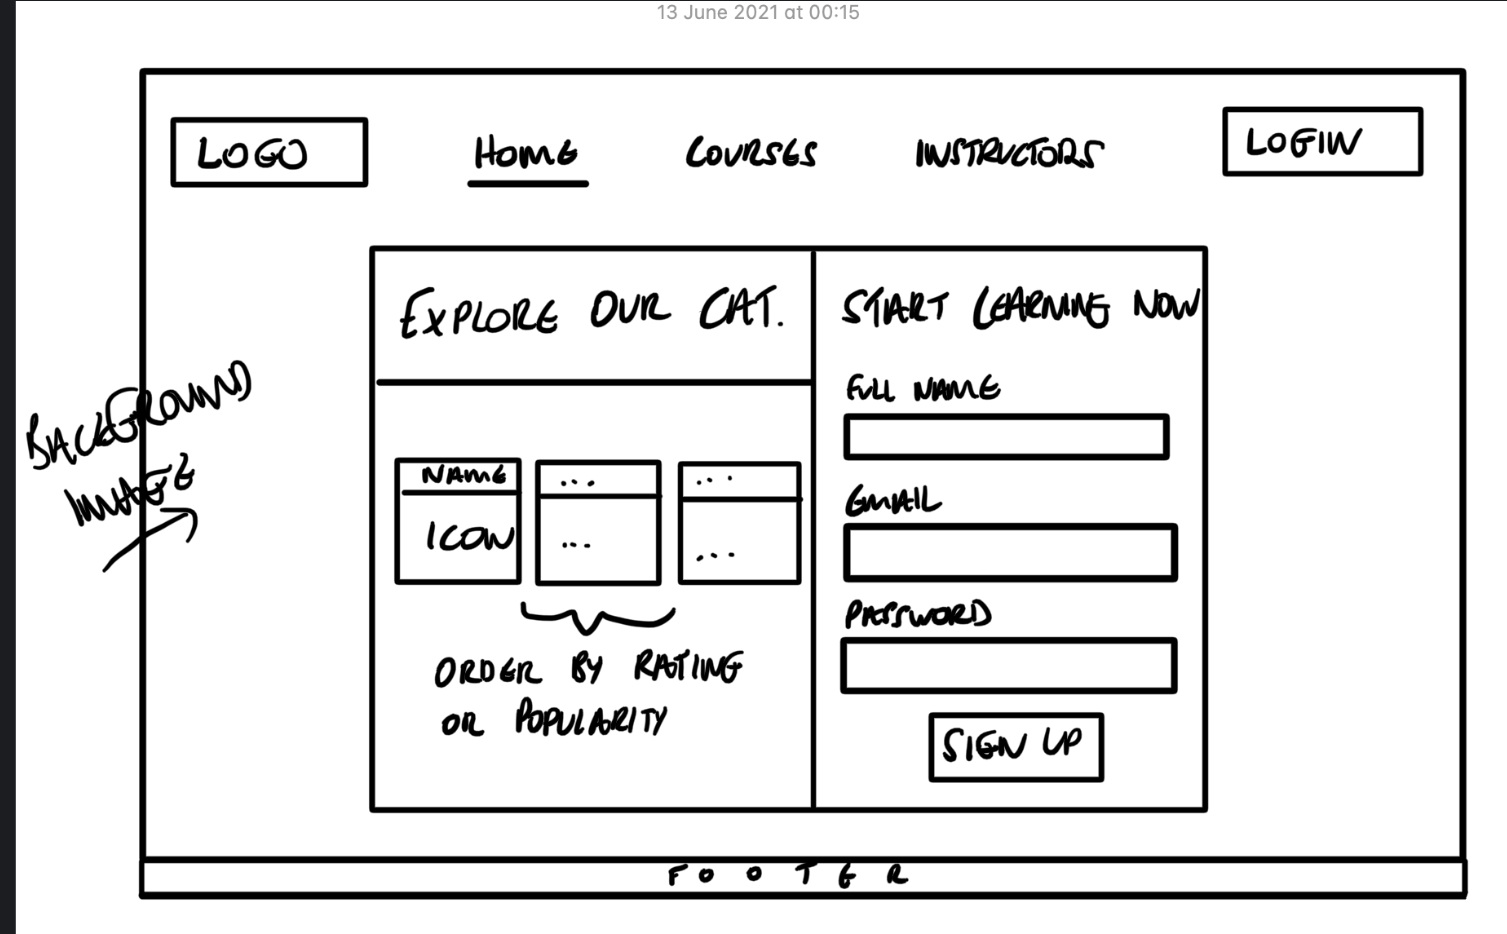 13 June 2021 at 00:15
LOGO
HOME
COURSES
INSTRUCTORS
LOGIN
EXPLORE OUR CAT.
START LEARNING NOW
FULL NAME
BACKGROUND
IMAGE
NAME
...
...
ICON
...
...
EMAIL
PASSWORD
ORDER BY RATING
OR POPULARITY
SIGN UP
FOOTER